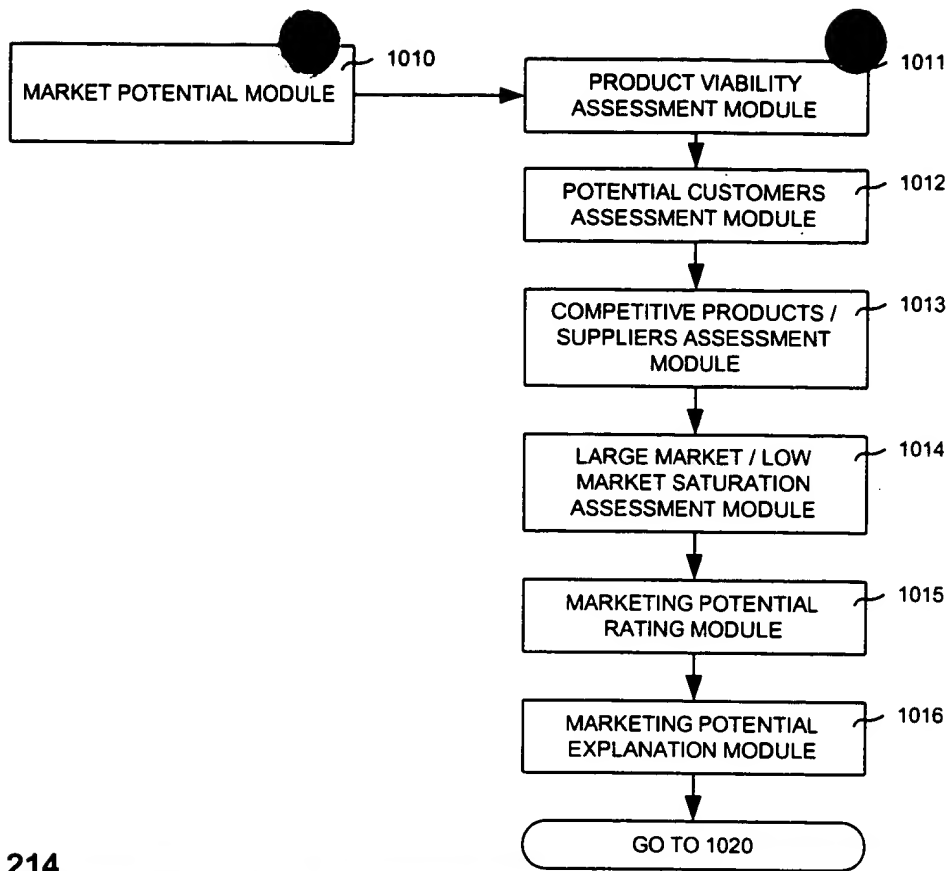 MARKET POTENTIAL MODULE
1010
PRODUCT VIABILITY
ASSESSMENT MODULE
1011
POTENTIAL CUSTOMERS
ASSESSMENT MODULE
1012
COMPETITIVE PRODUCTS /
SUPPLIERS ASSESSMENT
MODULE
1013
LARGE MARKET / LOW
MARKET SATURATION
ASSESSMENT MODULE
1014
MARKETING POTENTIAL
RATING MODULE
1015
MARKETING POTENTIAL
EXPLANATION MODULE
1016
GO TO 1020
214